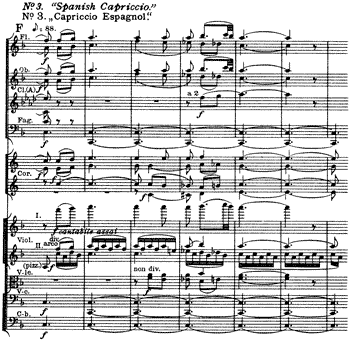 Nº 3. "Spanish Capriccio."
Nº 3. „Capriccio Espagnol."
F ♪. 88.
Fl.
Ob.
Cl.(A)
a 2
Fag.
Cor.
I.
cantabile assai
Viol.
II arco
div.
(pizz.)
non div.
V-le.
V-c.
C-b.